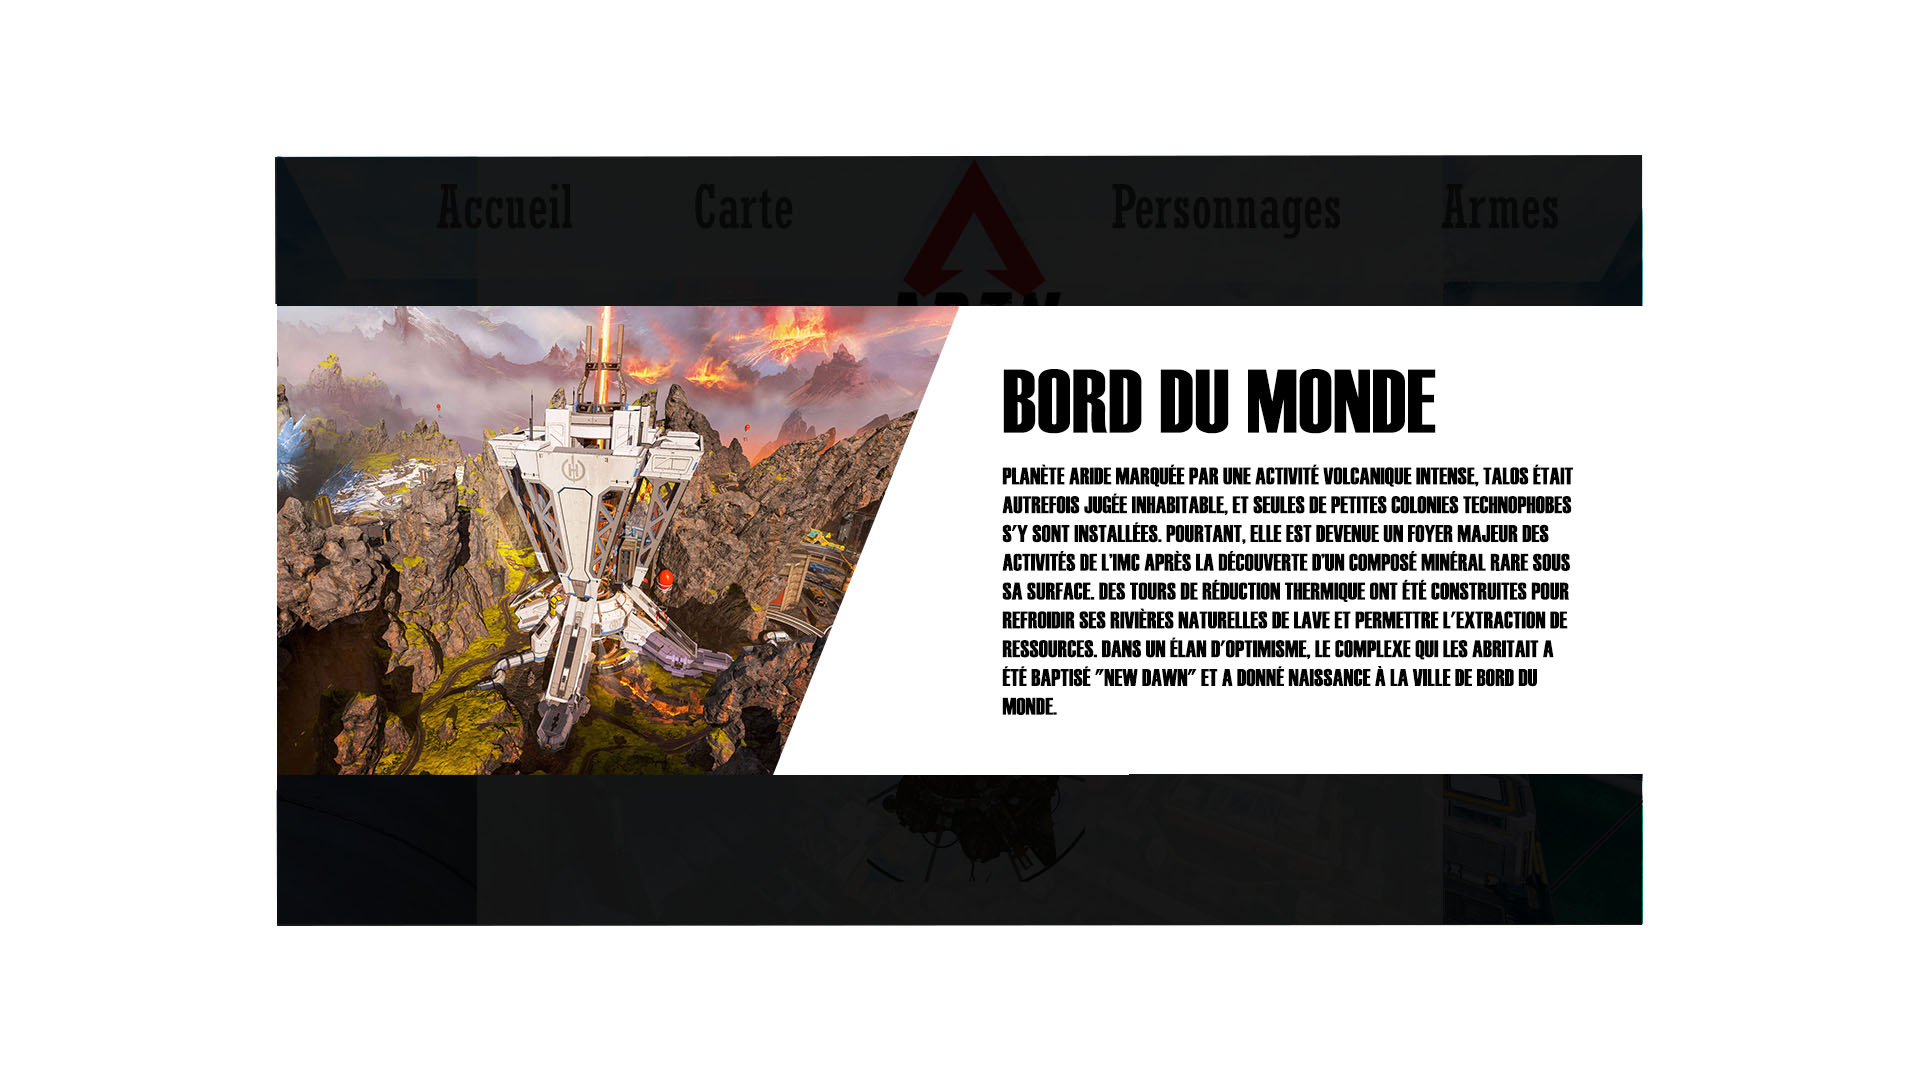 Accueil Carte Personnages Armes
BORD DU MONDE
PLANÈTE ARIDE MARQUÉE PAR UNE ACTIVITÉ VOLCANIQUE INTENSE, TALOS ÉTAIT
AUTREFOIS JUGÉE INHABITABLE, ET SEULES DE PETITES COLONIES TECHNOPHOBES
S'Y SONT INSTALLÉES. POURTANT, ELLE EST DEVENUE UN FOYER MAJEUR DES
ACTIVITÉS DE L'IMC APRÈS LA DÉCOUVERTE D'UN COMPOSÉ MINÉRAL RARE SOUS
SA SURFACE. DES TOURS DE RÉDUCTION THERMIQUE ONT ÉTÉ CONSTRUITES POUR
REFROIDIR SES RIVIÈRES NATURELLES DE LAVE ET PERMETTRE L'EXTRACTION DE
RESSOURCES. DANS UN ÉLAN D'OPTIMISME, LE COMPLEXE QUI LES ABRITAIT A
ÉTÉ BAPTISÉ "NEW DAWN" ET A DONNÉ NAISSANCE À LA VILLE DE BORD DU
MONDE.